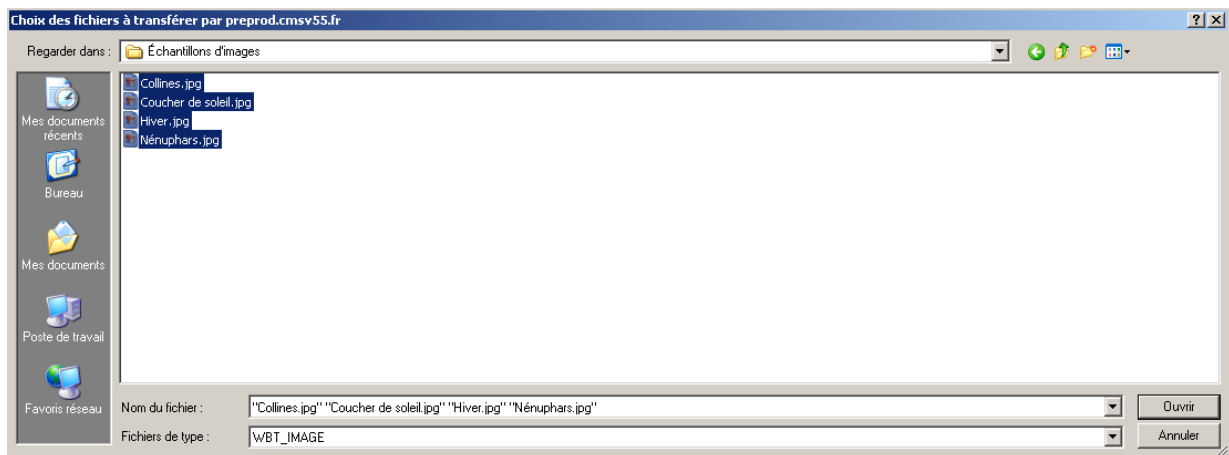 Choix des fichiers à transférer par preprod.cmsv55.fr
Regarder dans :
Échantillons d'images
Mes documents
récents
Bureau
Mes documents
Poste de travail
Favoris réseau
Collines.jpg
Coucher de soleil.jpg
Hiver.jpg
Nénuphars.jpg
Nom du fichier :
"Collines.jpg" "Coucher de soleil.jpg" "Hiver.jpg" "Nénuphars.jpg"
Ouvrir
Fichiers de type :
WBT_IMAGE
Annuler